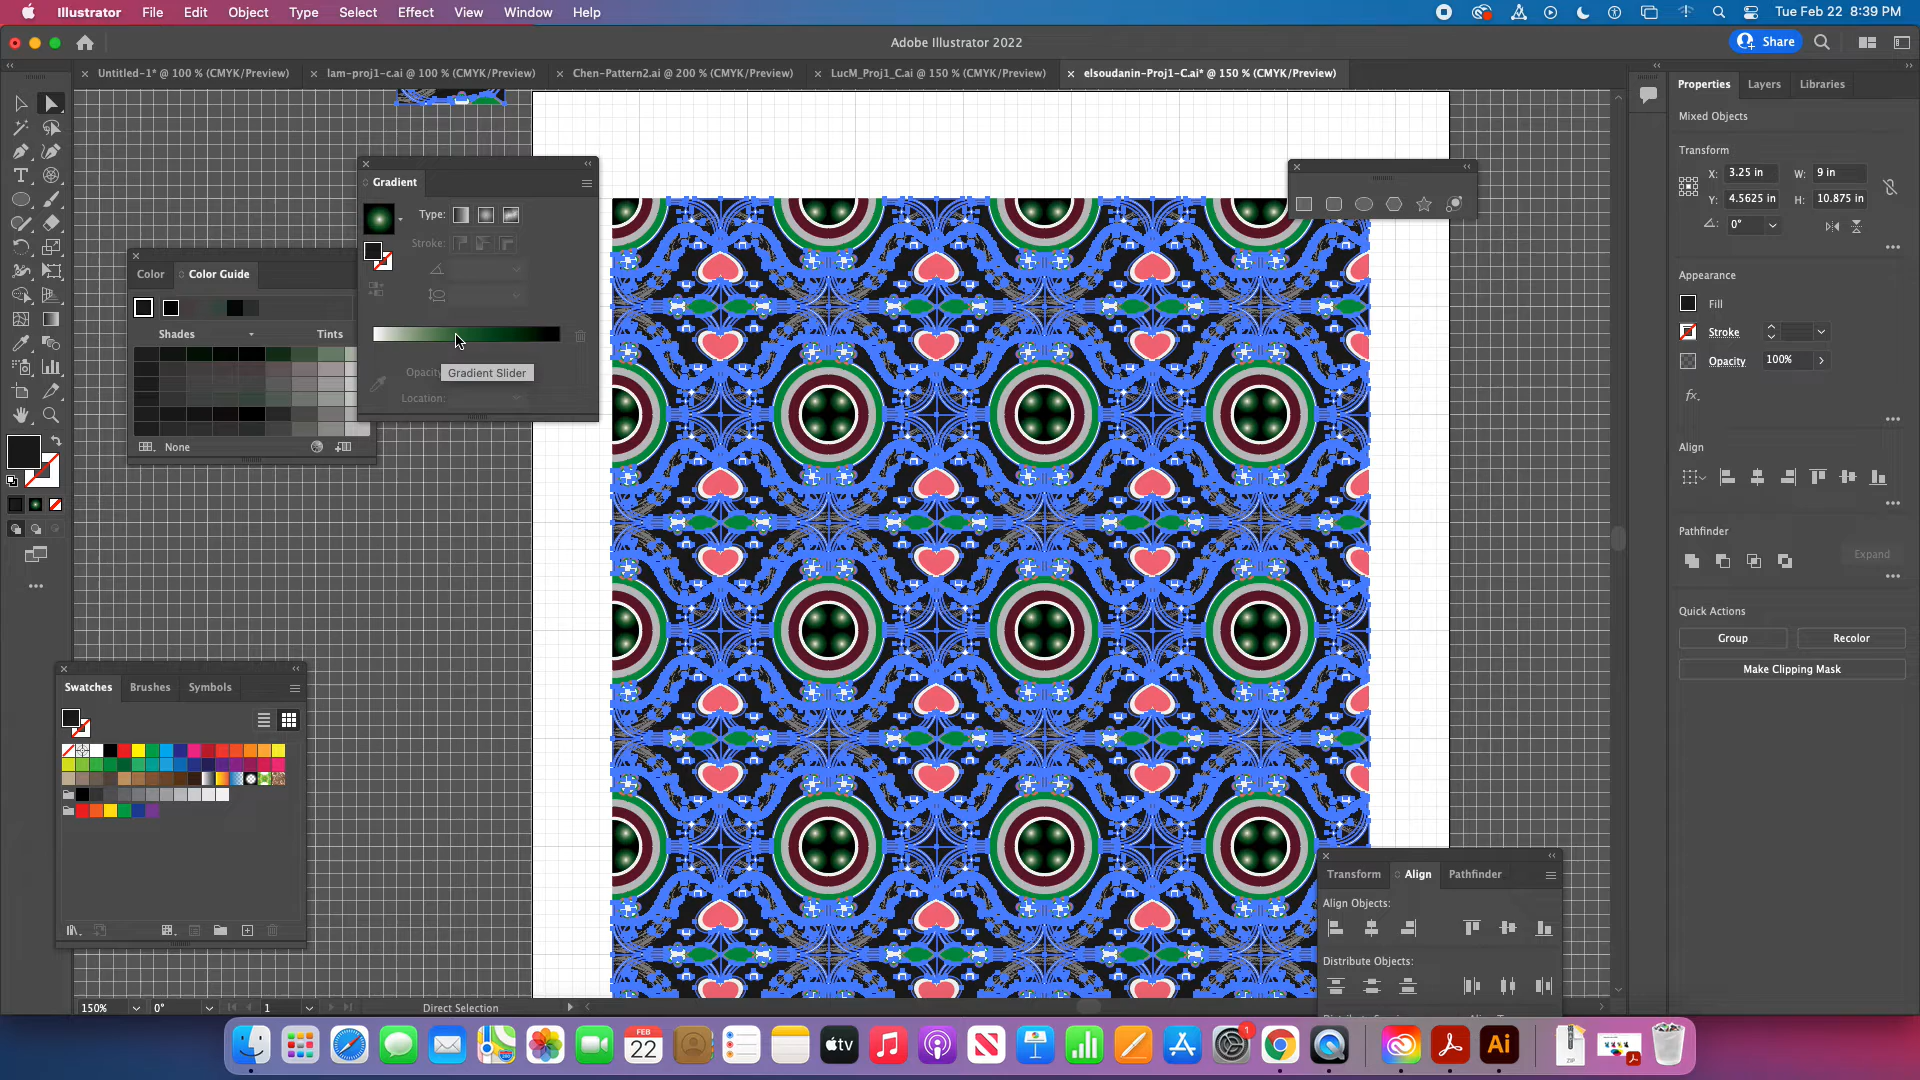 Illustrator File Edit Object Type Select Effect View Window Help
Tue Feb 22 8:39 PM
Adobe Illustrator 2022
Share
Untitled-1* @ 100 % (CMYK/Preview)
lam-proj1-c.ai @ 100 % (CMYK/Preview)
Chen-Pattern2.ai @ 200 % (CMYK/Preview)
LucM_Proj1_C.ai @ 150 % (CMYK/Preview)
elsoudanin-Proj1-C.ai* @ 150 % (CMYK/Preview)
Properties Layers Libraries
Mixed Objects
Transform
X: 3.25 in W: 9 in
Y: 4.5625 in H: 10.875 in
0°
Appearance
Fill
Stroke
Opacity 100%
fx.
Align
Pathfinder
Expand
Quick Actions
Group Recolor
Make Clipping Mask
Gradient
Type:
Stroke:
Opacity
Gradient Slider
Location:
Color Color Guide
Shades Tints
None
Swatches Brushes Symbols
Transform Align Pathfinder
Align Objects:
Distribute Objects:
150% 0° 1 Direct Selection
FEB
22
tv
1
Ai
ZIP